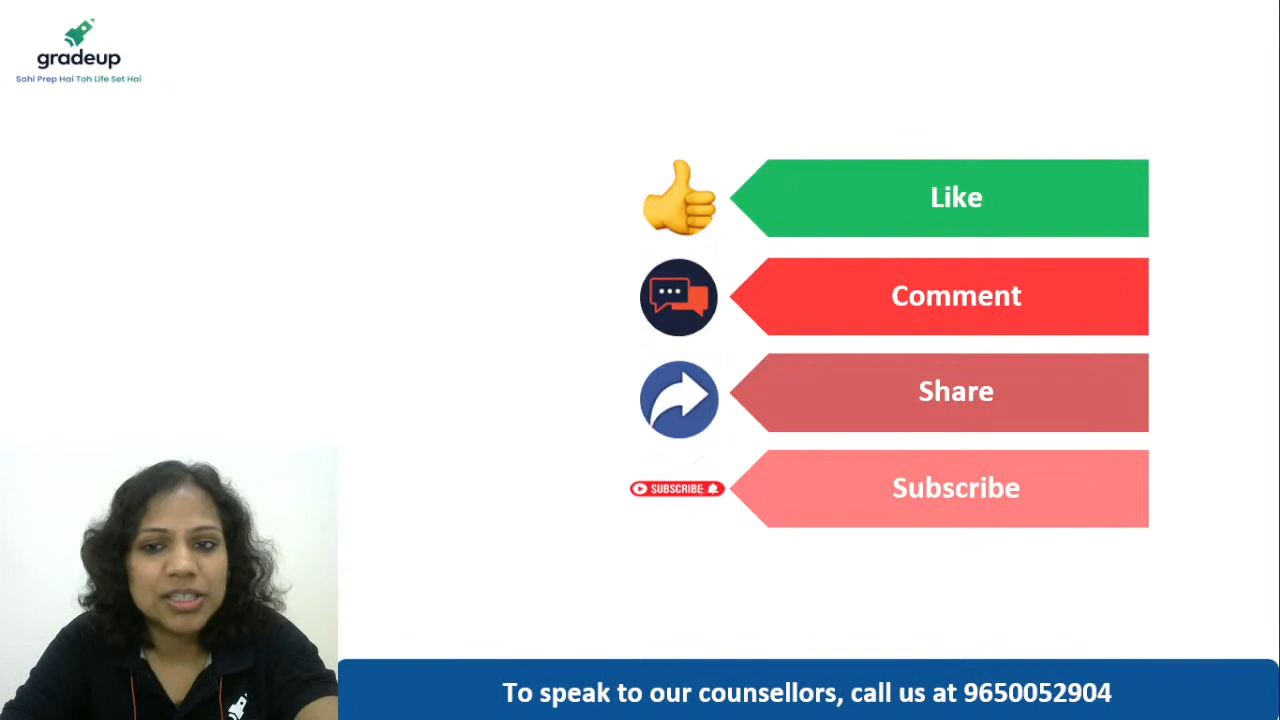 gradeup
Sahi Prep Hai Toh Life Set Hai
Like
Comment
Share
SUBSCRIBE
Subscribe
To speak to our counsellors, call us at 9650052904